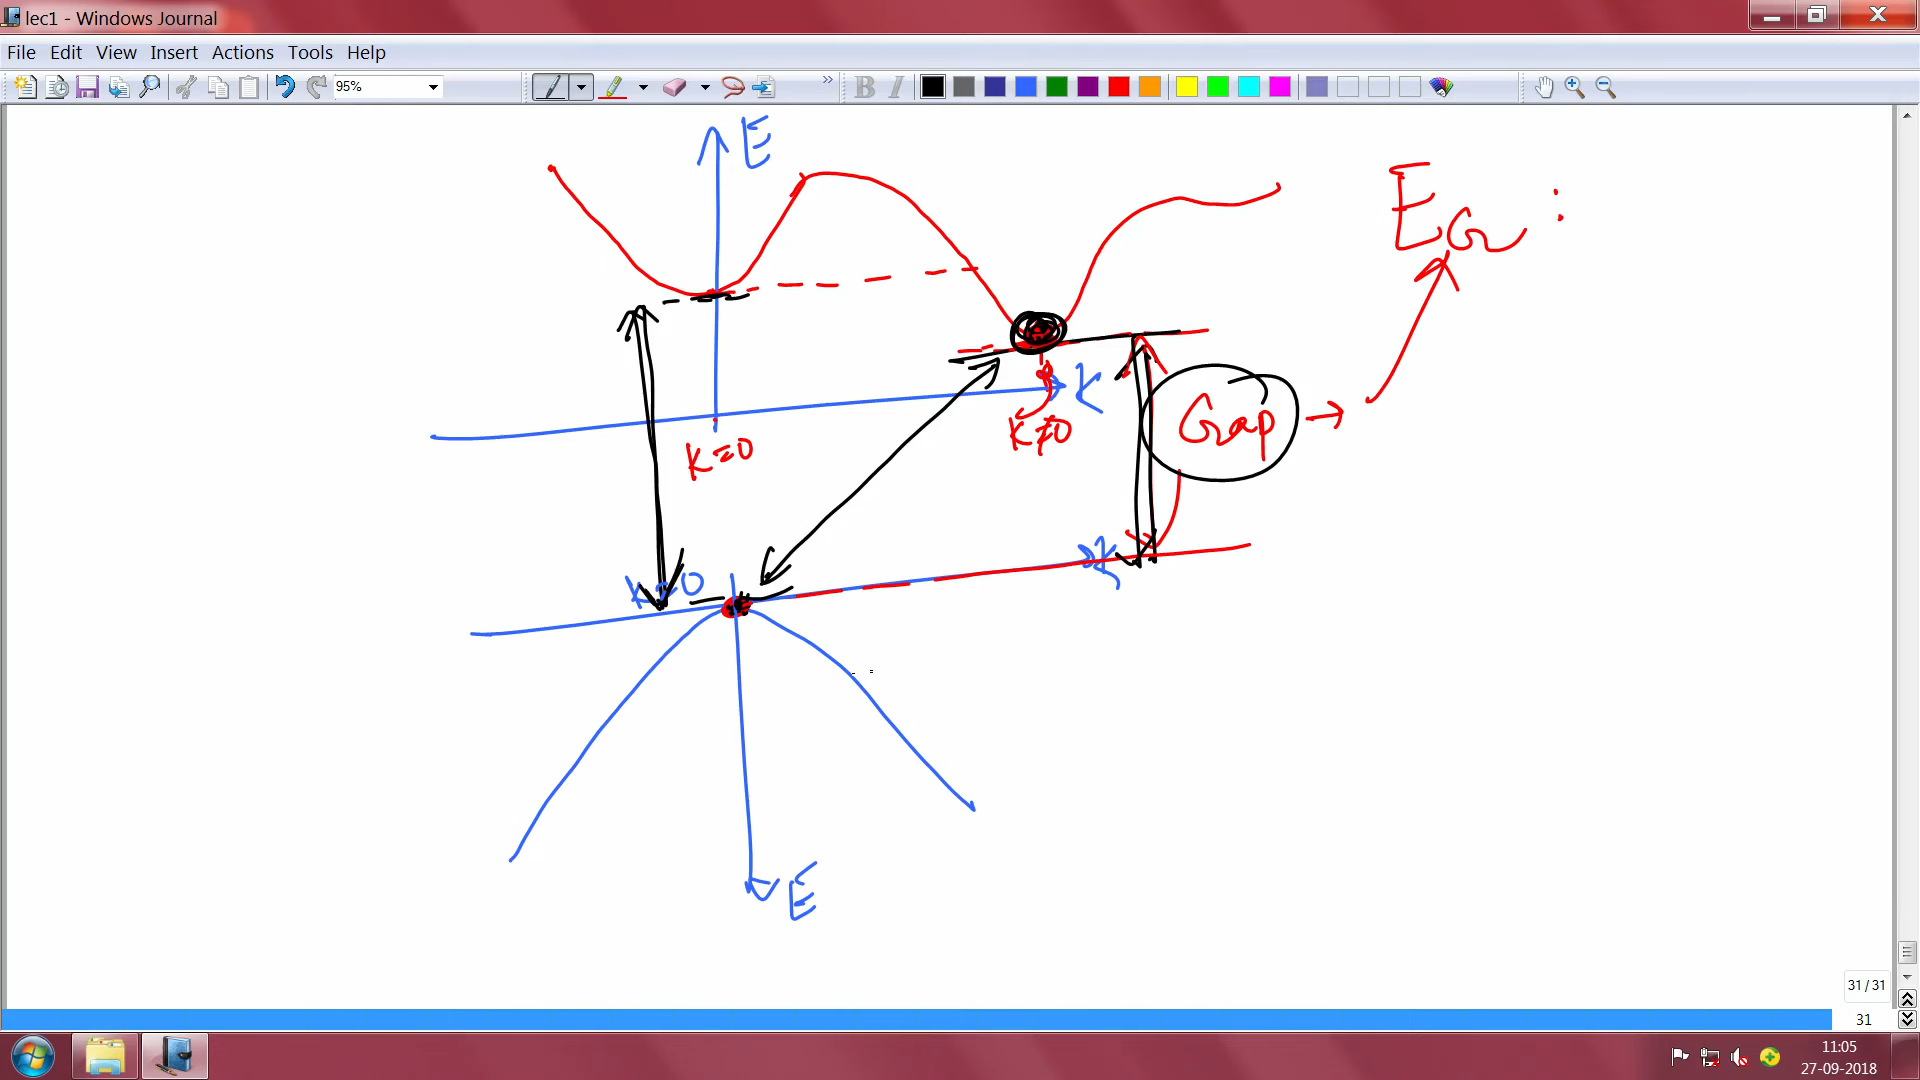 lec1 - Windows Journal
File Edit View Insert Actions Tools Help
95%
B I
E
E_G :
k
k=0
k≠0
Gap →
k
k=0
E
31/31
31
11:05
27-09-2018